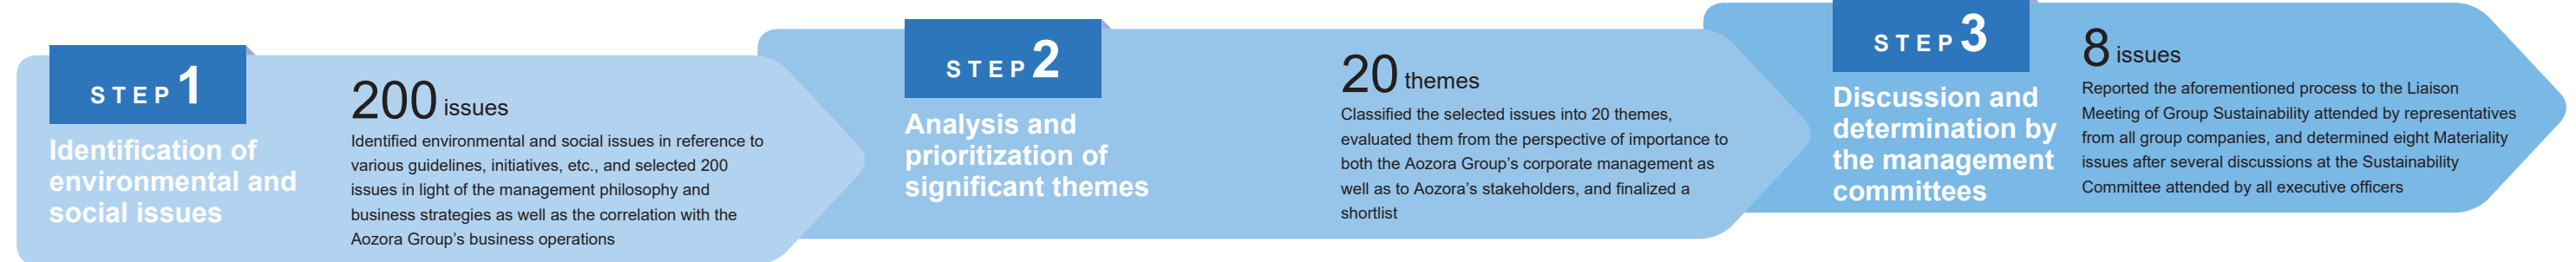 STEP 1
Identification of
environmental and
social issues
200 issues
Identified environmental and social issues in reference to
various guidelines, initiatives, etc., and selected 200
issues in light of the management philosophy and
business strategies as well as the correlation with the
Aozora Group's business operations
STEP 2
Analysis and
prioritization of
significant themes
20 themes
Classified the selected issues into 20 themes,
evaluated them from the perspective of importance to
both the Aozora Group's corporate management as
well as to Aozora's stakeholders, and finalized a
shortlist
STEP 3
Discussion and
determination by
the management
committees
8 issues
Reported the aforementioned process to the Liaison
Meeting of Group Sustainability attended by representatives
from all group companies, and determined eight Materiality
issues after several discussions at the Sustainability
Committee attended by all executive officers